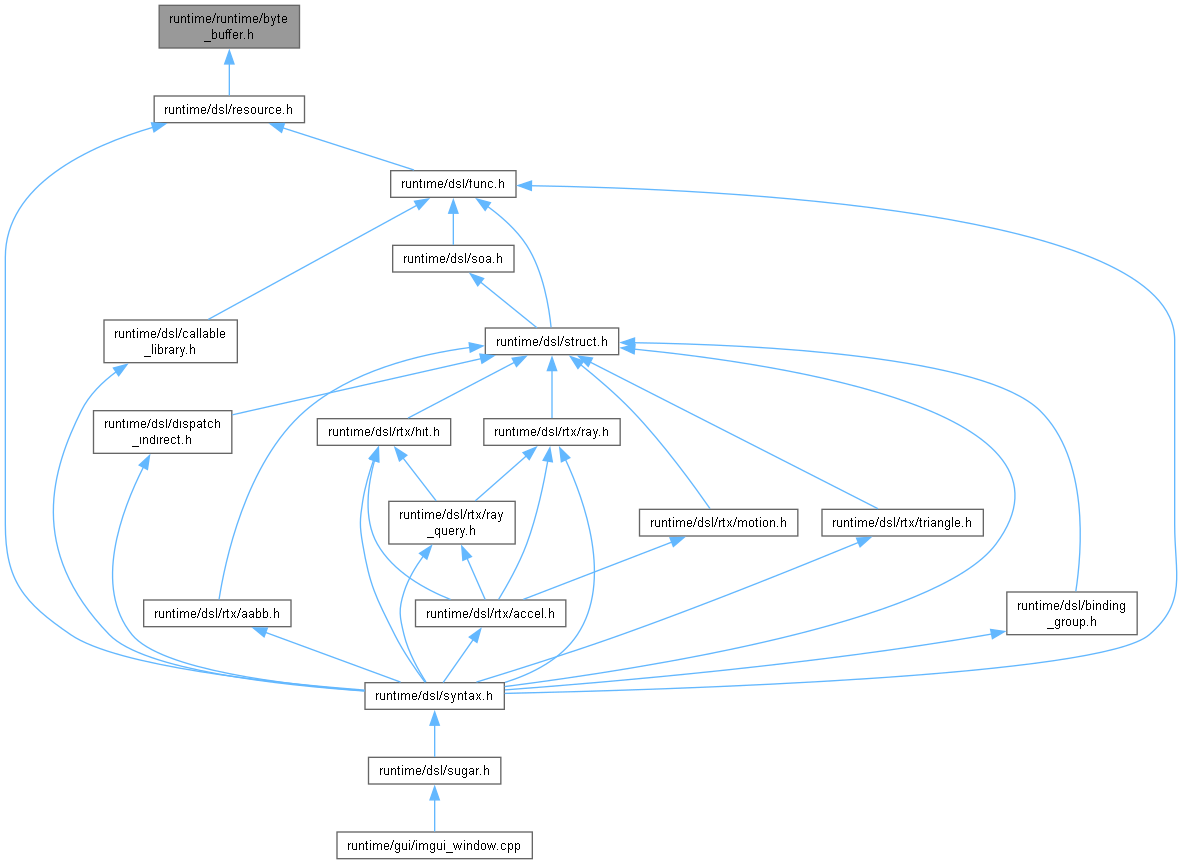 runtime/runtime/byte
_buffer.h
runtime/dsl/resource.h
runtime/dsl/func.h
runtime/dsl/soa.h
runtime/dsl/callable
_library.h
runtime/dsl/struct.h
runtime/dsl/dispatch
_indirect.h
runtime/dsl/rtx/hit.h
runtime/dsl/rtx/ray.h
runtime/dsl/rtx/ray
_query.h
runtime/dsl/rtx/motion.h
runtime/dsl/rtx/triangle.h
runtime/dsl/rtx/aabb.h
runtime/dsl/rtx/accel.h
runtime/dsl/binding
_group.h
runtime/dsl/syntax.h
runtime/dsl/sugar.h
runtime/gui/imgui_window.cpp